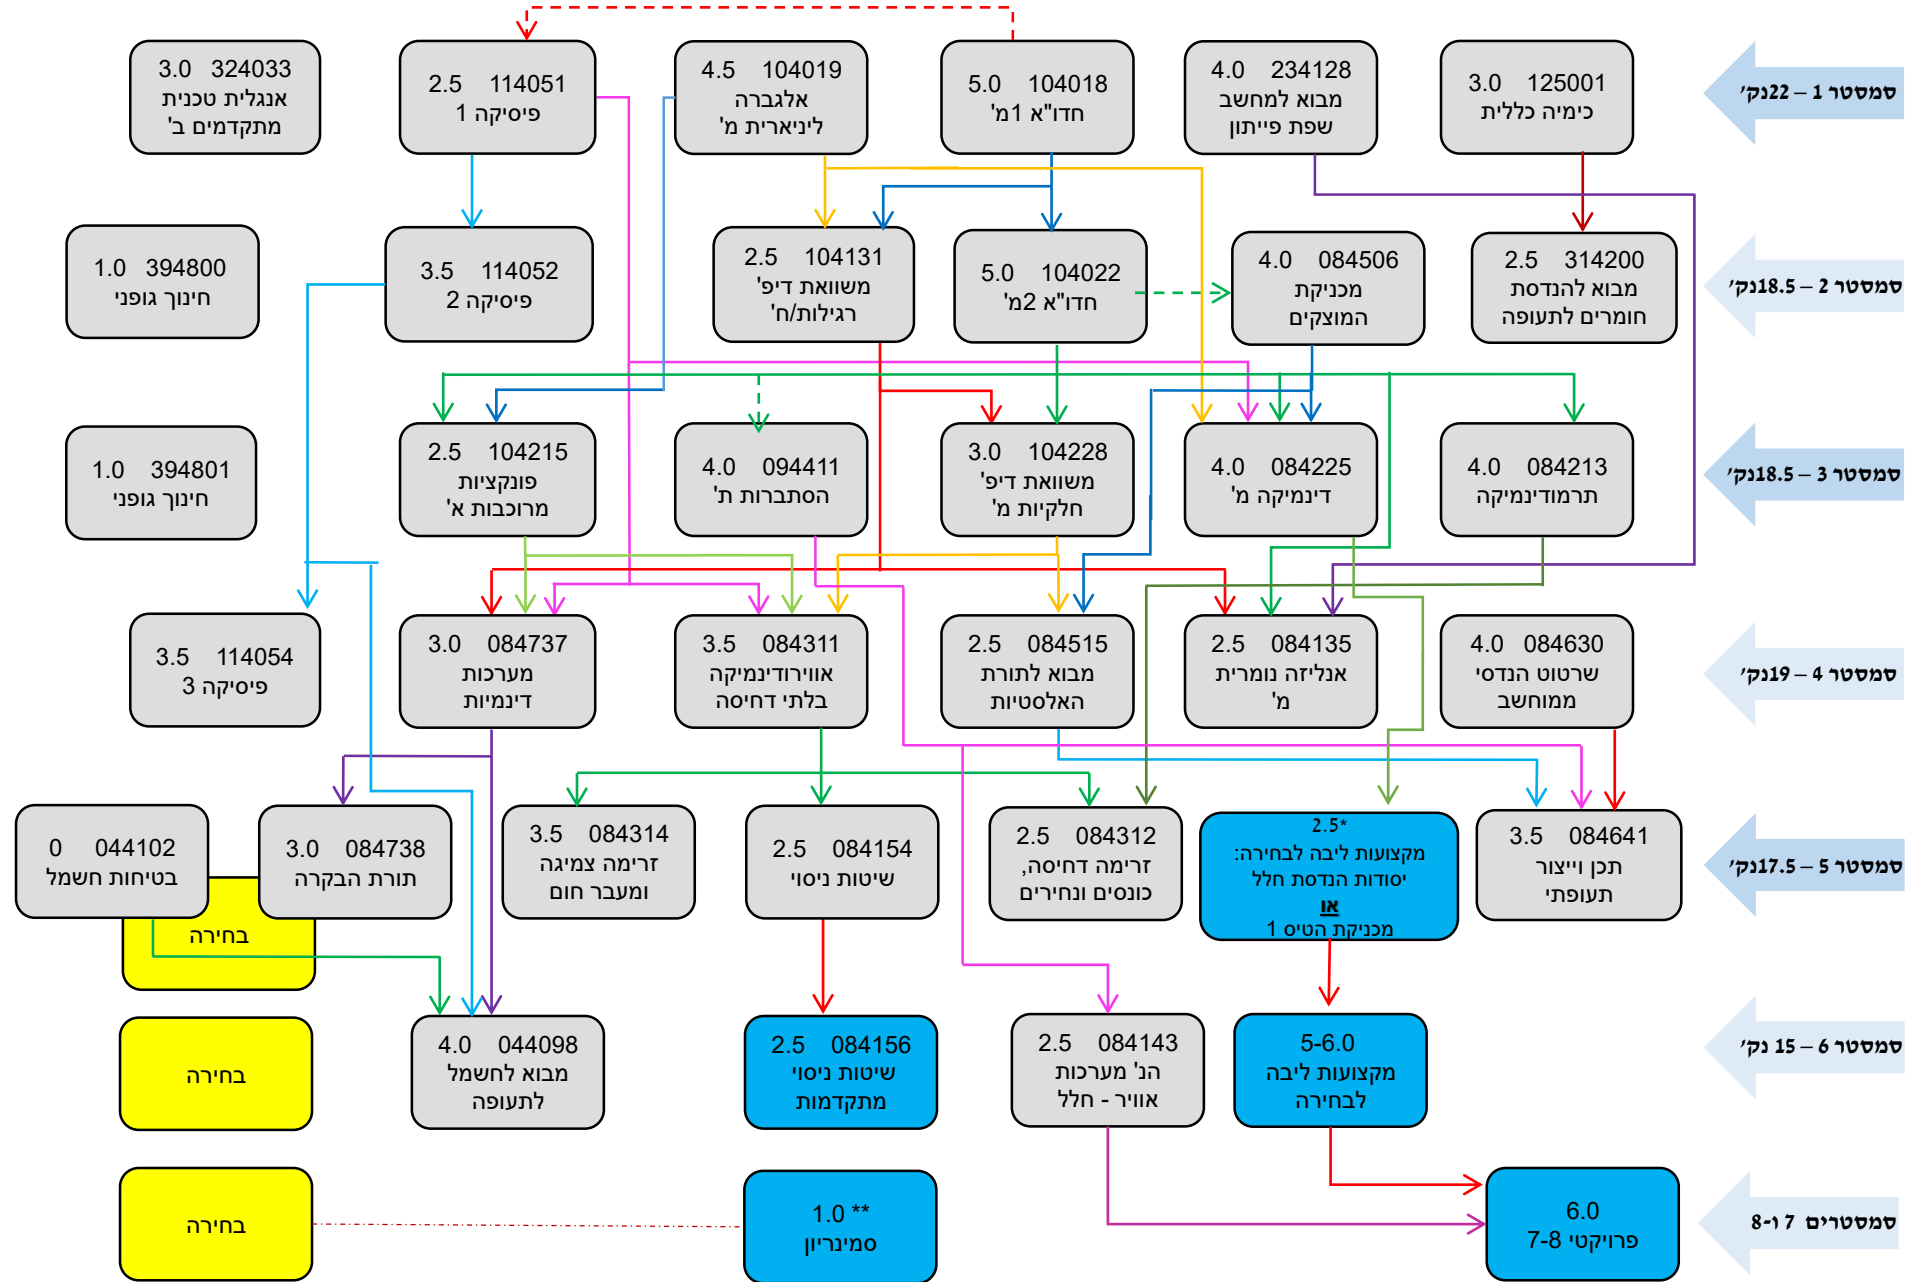 סמסטר 1 – 22נק'
3.0 125001
כימיה כללית
4.0 234128
מבוא למחשב
שפת פייתון
5.0 104018
חדו"א 1מ'
4.5 104019
אלגברה
ליניארית מ'
2.5 114051
פיסיקה 1
3.0 324033
אנגלית טכנית
מתקדמים ב'
סמסטר 2 – 18.5נק'
2.5 314200
מבוא להנדסת
חומרים לתעופה
4.0 084506
מכניקת
המוצקים
5.0 104022
חדו"א 2מ'
2.5 104131
משוואת דיפ'
רגילות/ח'
3.5 114052
פיסיקה 2
1.0 394800
חינוך גופני
סמסטר 3 – 18.5נק'
4.0 084213
תרמודינמיקה
4.0 084225
דינמיקה מ'
3.0 104228
משוואת דיפ'
חלקיות מ'
4.0 094411
הסתברות ת'
2.5 104215
פונקציות
מרוכבות א'
1.0 394801
חינוך גופני
סמסטר 4 – 19נק'
4.0 084630
שרטוט הנדסי
ממוחשב
2.5 084135
אנליזה נומרית
מ'
2.5 084515
מבוא לתורת
האלסטיות
3.5 084311
אווירודינמיקה
בלתי דחיסה
3.0 084737
מערכות
דינמיות
3.5 114054
פיסיקה 3
סמסטר 5 – 17.5נק'
3.5 084641
תכן וייצור
תעופתי
2.5*
מקצועות ליבה לבחירה:
יסודות הנדסת חלל
או
מכניקת הטיס 1
2.5 084312
זרימה דחיסה,
כונסים ונחירים
2.5 084154
שיטות ניסוי
3.5 084314
זרימה צמיגה
ומעבר חום
3.0 084738
תורת הבקרה
0 044102
בטיחות חשמל
בחירה
סמסטר 6 – 15 נק'
5-6.0
מקצועות ליבה
לבחירה
2.5 084143
הנ' מערכות
אוויר - חלל
2.5 084156
שיטות ניסוי
מתקדמות
4.0 044098
מבוא לחשמל
לתעופה
בחירה
סמסטרים 7 ו-8
6.0
פרויקטי 7-8
1.0 **
סמינריון
בחירה